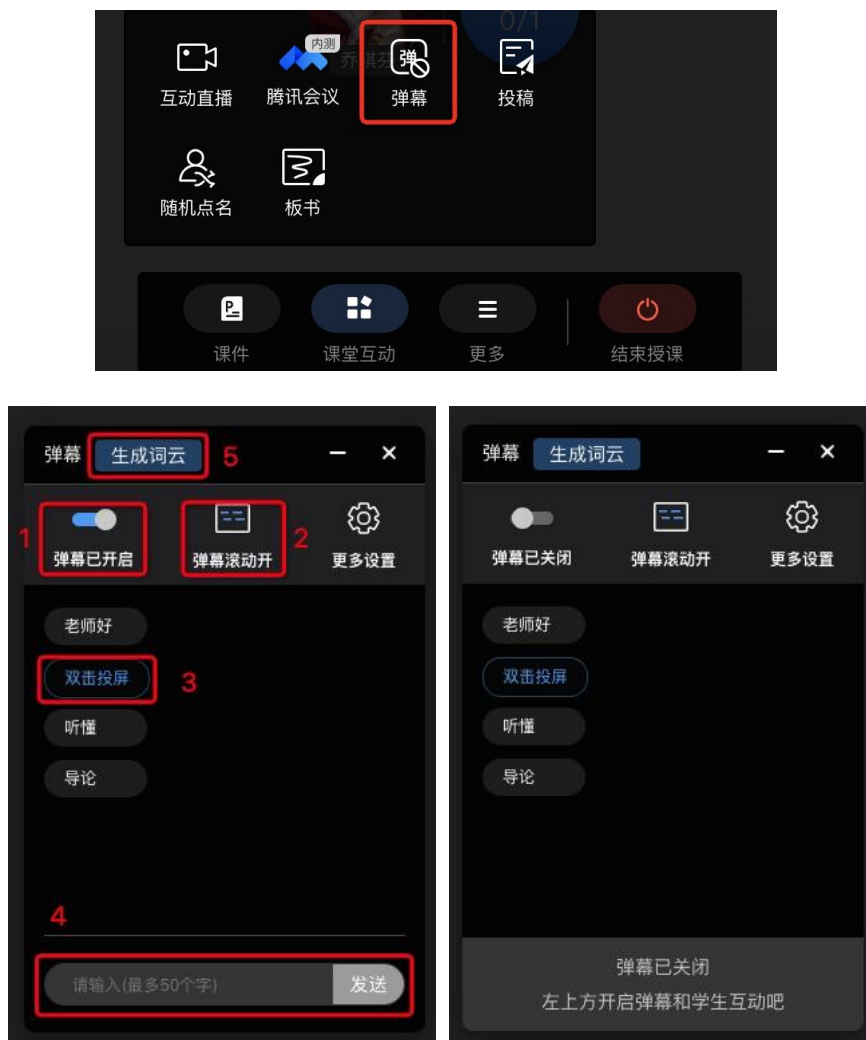 0/1
内测
乔琪芬
弹
互动直播 腾讯会议 弹幕 投稿
随机点名 板书
课件 课堂互动 更多 结束授课
弹幕 生成词云 5
1 2
弹幕已开启 弹幕滚动开 更多设置
老师好
双击投屏 3
听懂
导论
4
请输入(最多50个字) 发送
弹幕 生成词云
弹幕已关闭 弹幕滚动开 更多设置
老师好
双击投屏
听懂
导论
弹幕已关闭
左上方开启弹幕和学生互动吧